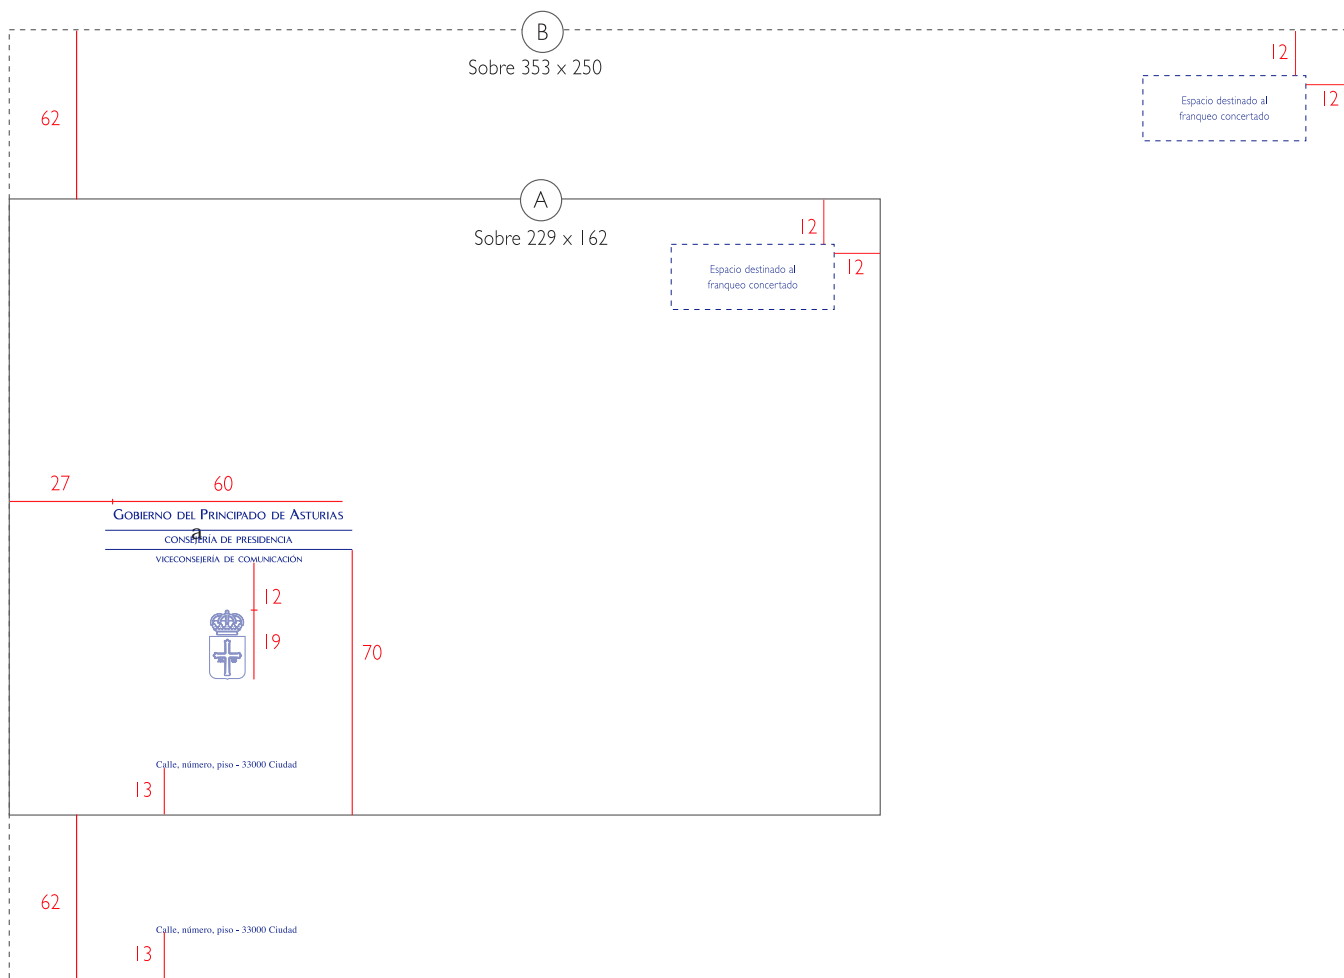 B
Sobre 353 x 250
12
Espacio destinado al
franqueo concertado
12
62
A
Sobre 229 x 162
12
Espacio destinado al
franqueo concertado
12
27
60
GOBIERNO DEL PRINCIPADO DE ASTURIAS
a
CONSEJERÍA DE PRESIDENCIA
VICECONSEJERÍA DE COMUNICACIÓN
12
19
70
Calle, número, piso - 33000 Ciudad
13
62
Calle, número, piso - 33000 Ciudad
13